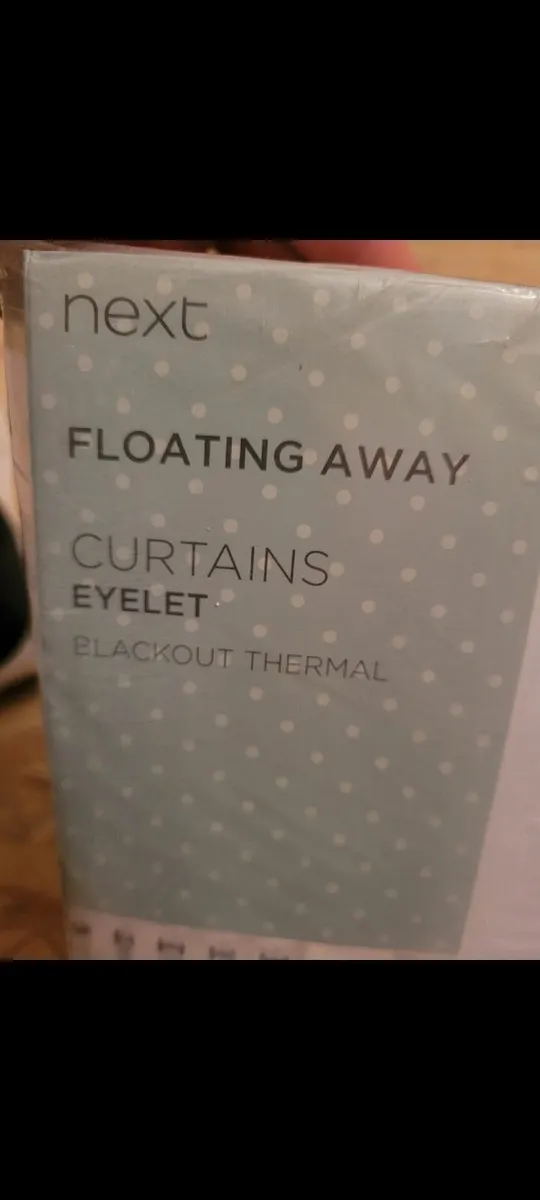 next
FLOATING AWAY
CURTAINS
EYELET
BLACKOUT THERMAL